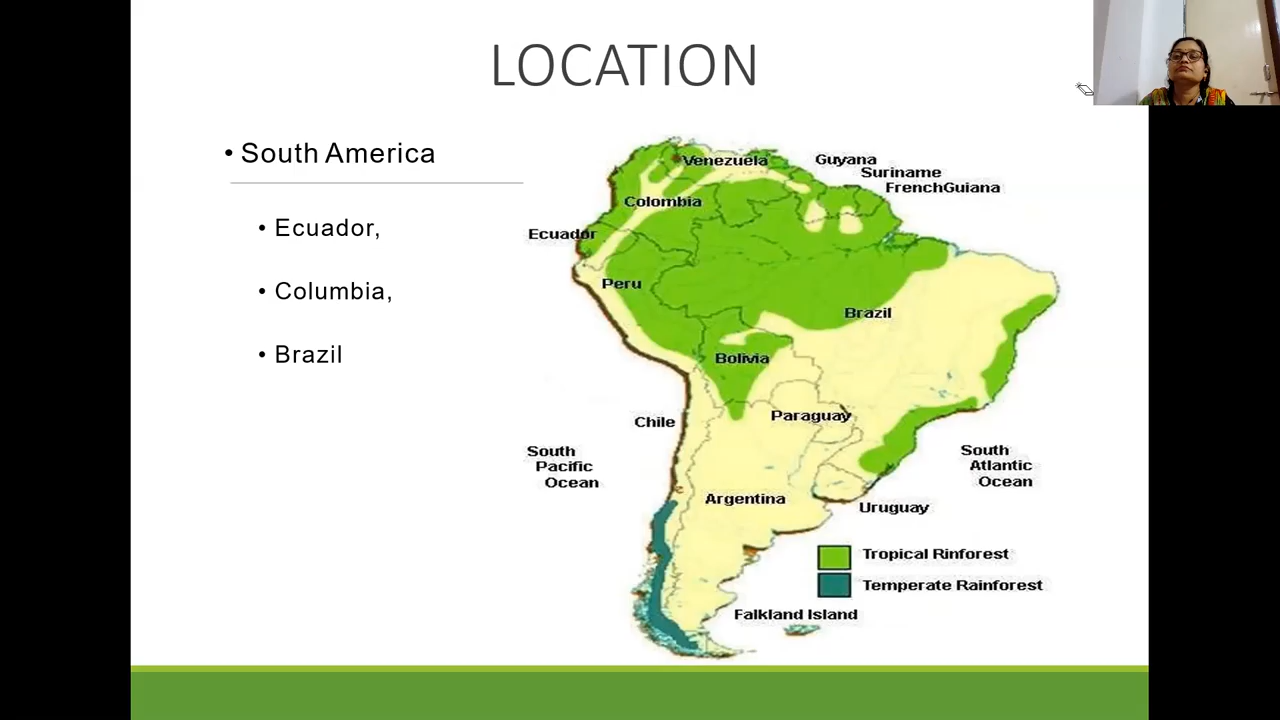 LOCATION
• South America
• Ecuador,
• Columbia,
• Brazil
Venezuela
Guyana
Suriname
FrenchGuiana
Colombia
Ecuador
Peru
Brazil
Bolivia
Paraguay
Chile
South
Pacific
Ocean
South
Atlantic
Ocean
Argentina
Uruguay
Tropical Rinforest
Temperate Rainforest
Falkland Island